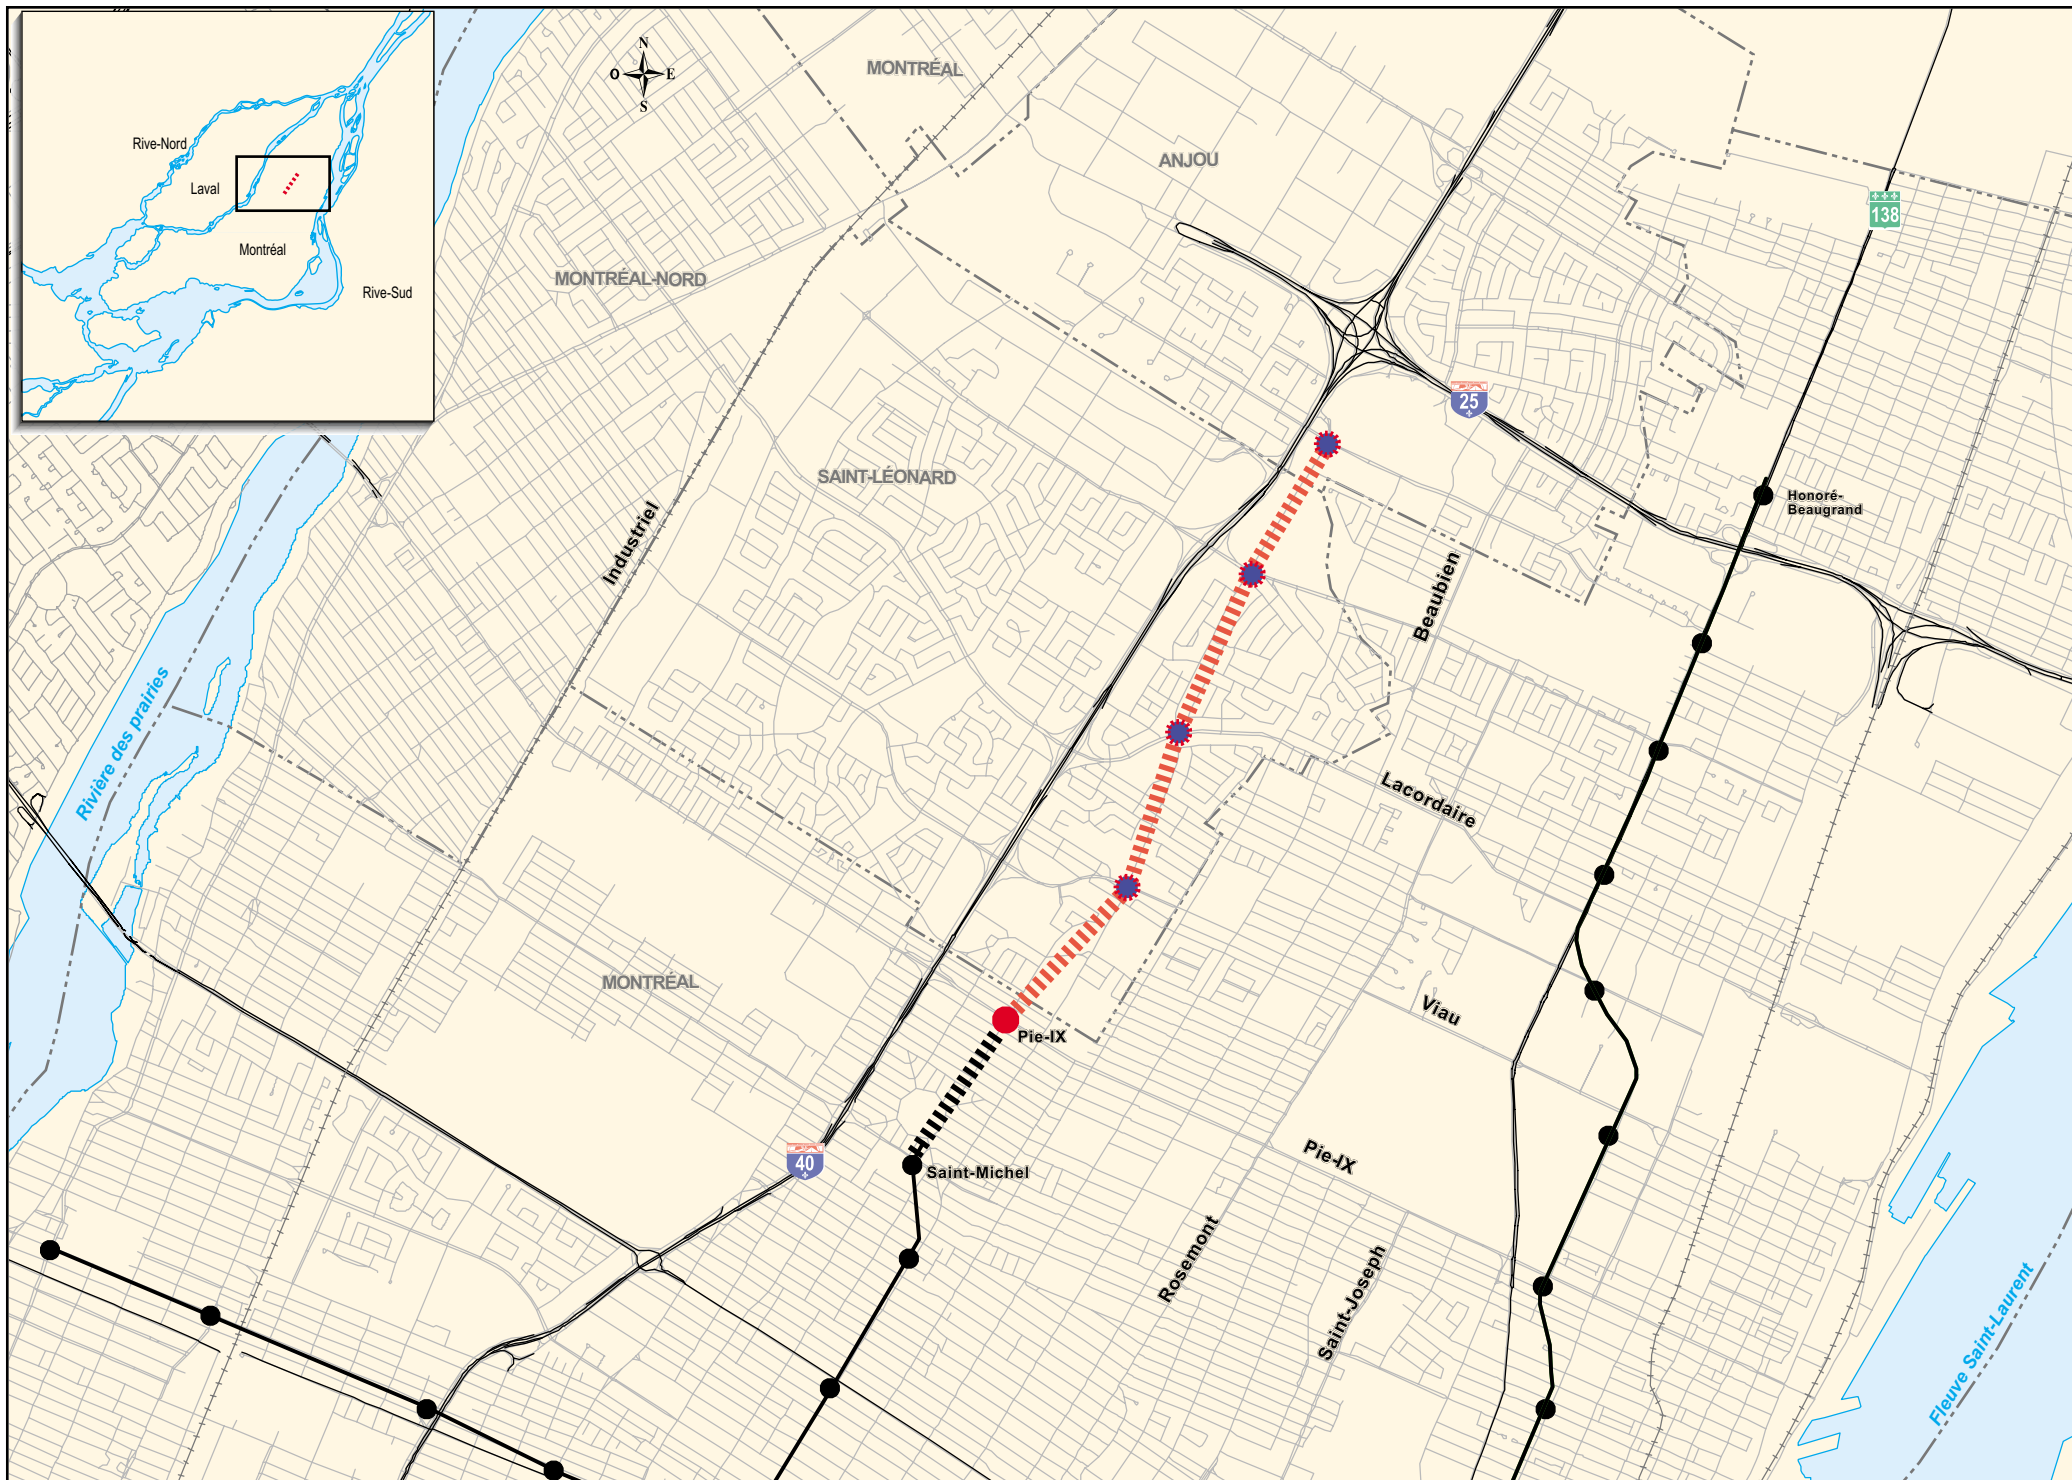 N
O
E
S
Rive-Nord
Laval
Montréal
Rive-Sud
MONTRÉAL
ANJOU
138
MONTRÉAL-NORD
25
SAINT-LÉONARD
Honoré-
Beaugrand
Industriel
Beaubien
Rivière des prairies
Lacordaire
MONTRÉAL
Viau
Pie-IX
Pie-IX
40
Saint-Michel
Rosemont
Saint-Joseph
Fleuve Saint-Laurent